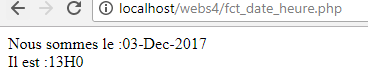 localhost/webs4/fct_date_heure.php
Nous sommes le :03-Dec-2017
Il est :13H0